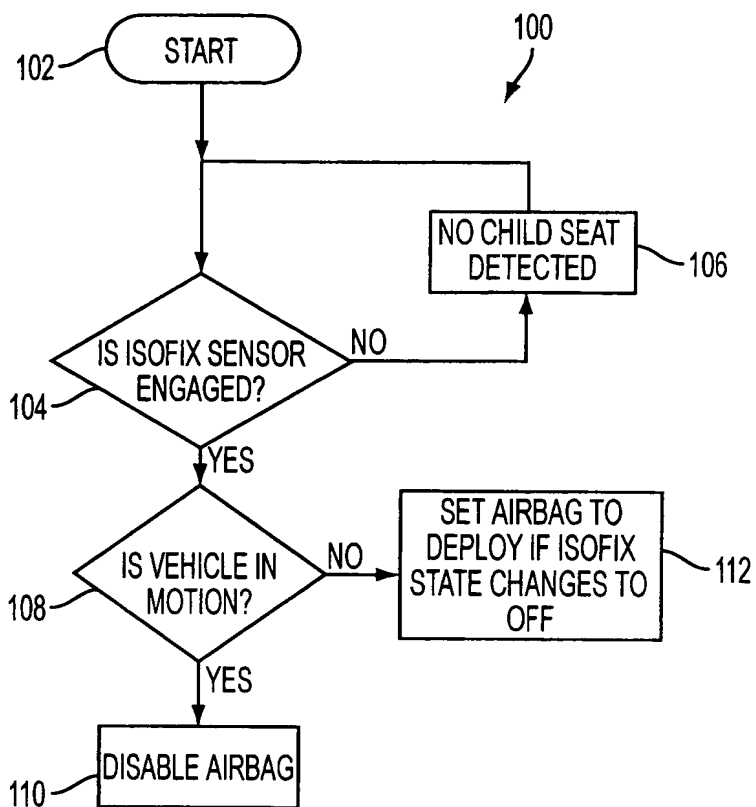 102
START
100
NO CHILD SEAT
DETECTED
106
IS ISOFIX SENSOR
ENGAGED?
NO
104
YES
IS VEHICLE IN
MOTION?
NO
108
SET AIRBAG TO
DEPLOY IF ISOFIX
STATE CHANGES TO
OFF
112
YES
DISABLE AIRBAG
110